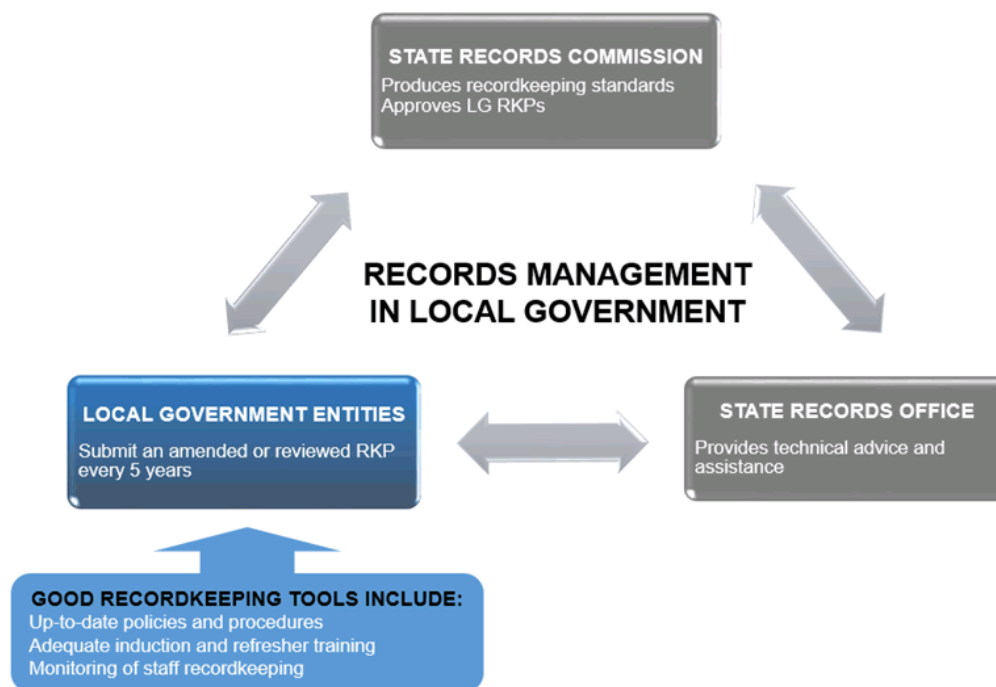 STATE RECORDS COMMISSION
Produces recordkeeping standards
Approves LG RKPs
RECORDS MANAGEMENT
IN LOCAL GOVERNMENT
LOCAL GOVERNMENT ENTITIES
Submit an amended or reviewed RKP
every 5 years
STATE RECORDS OFFICE
Provides technical advice and
assistance
GOOD RECORDKEEPING TOOLS INCLUDE:
Up-to-date policies and procedures
Adequate induction and refresher training
Monitoring of staff recordkeeping